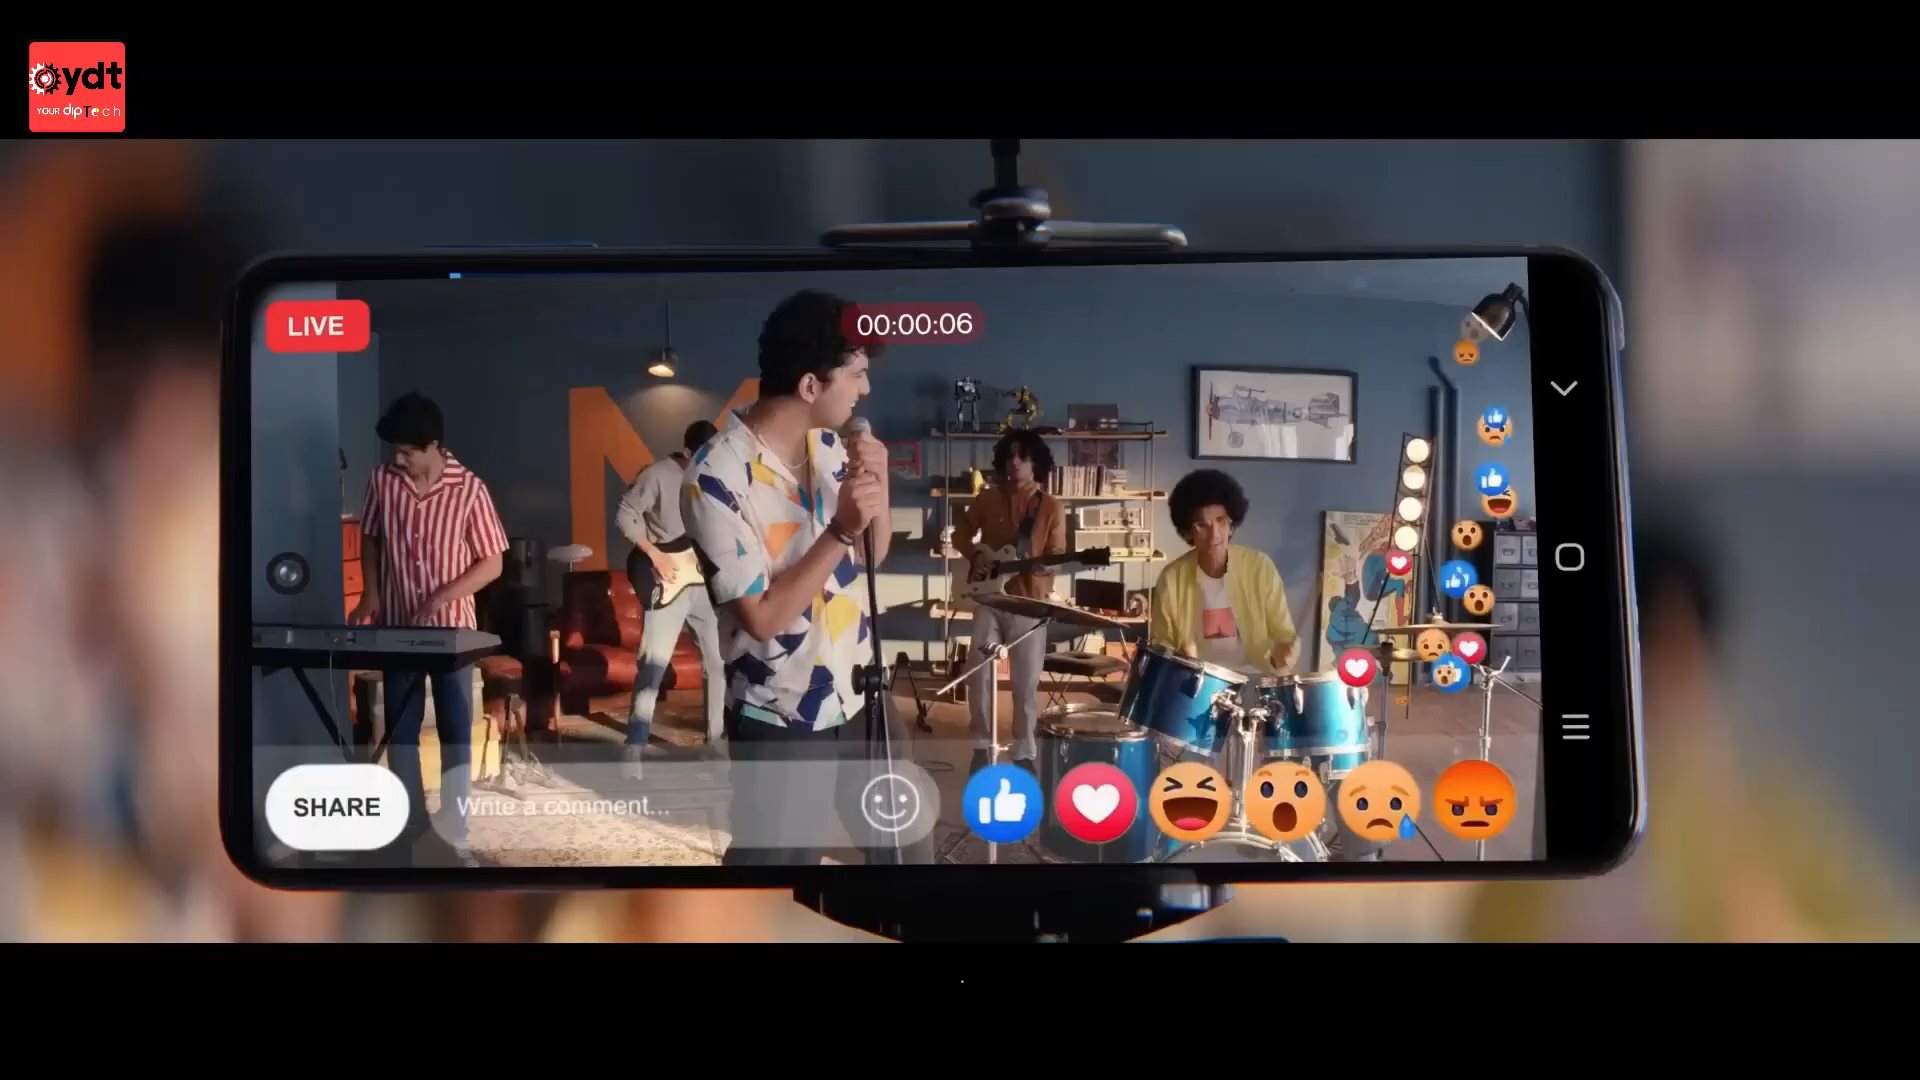 ydt
YOUR dipTech
LIVE
00:00:06
M
SHARE
Write a comment...